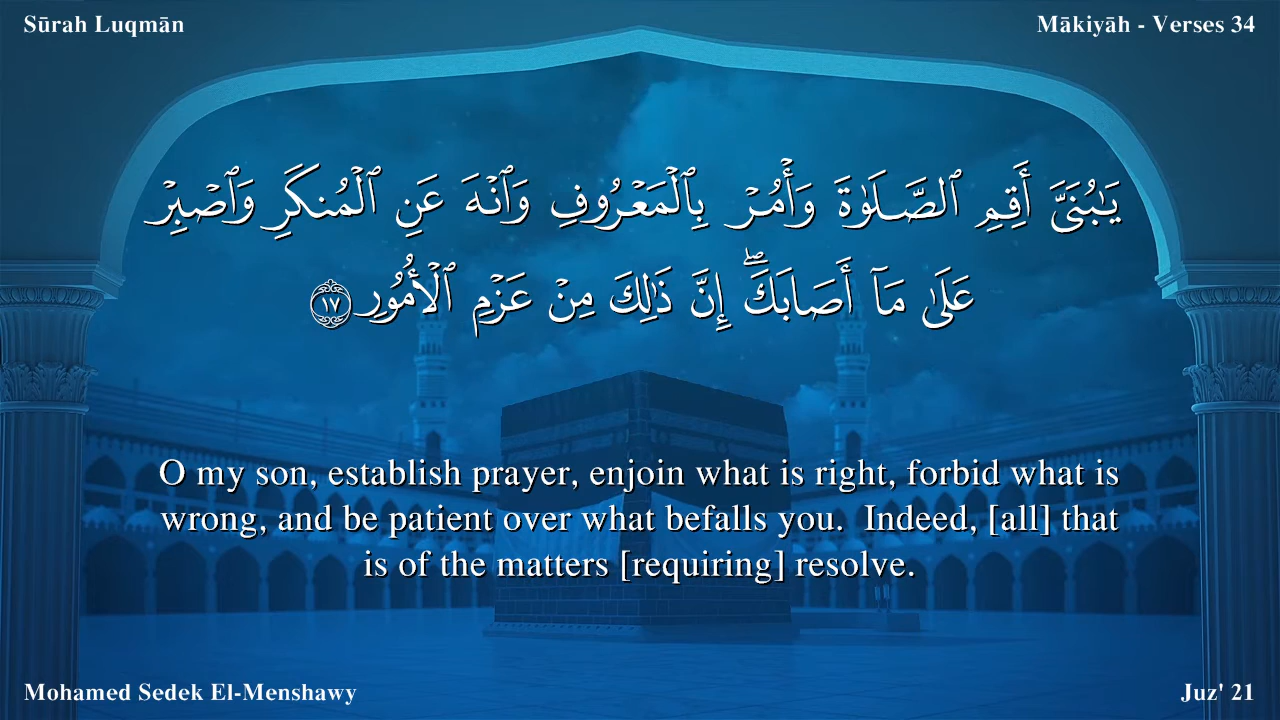 Sūrah Luqmān
Mākiyāh - Verses 34
يَـٰبُنَىَّ أَقِمِ ٱلصَّلَوٰةَ وَأْمُرْ بِٱلْمَعْرُوفِ وَٱنْهَ عَنِ ٱلْمُنكَرِ وَٱصْبِرْ
عَلَىٰ مَآ أَصَابَكَ ۖ إِنَّ ذَٰلِكَ مِنْ عَزْمِ ٱلْأُمُورِ ١٧
O my son, establish prayer, enjoin what is right, forbid what is
wrong, and be patient over what befalls you.  Indeed, [all] that
is of the matters [requiring] resolve.
Mohamed Sedek El-Menshawy
Juz' 21